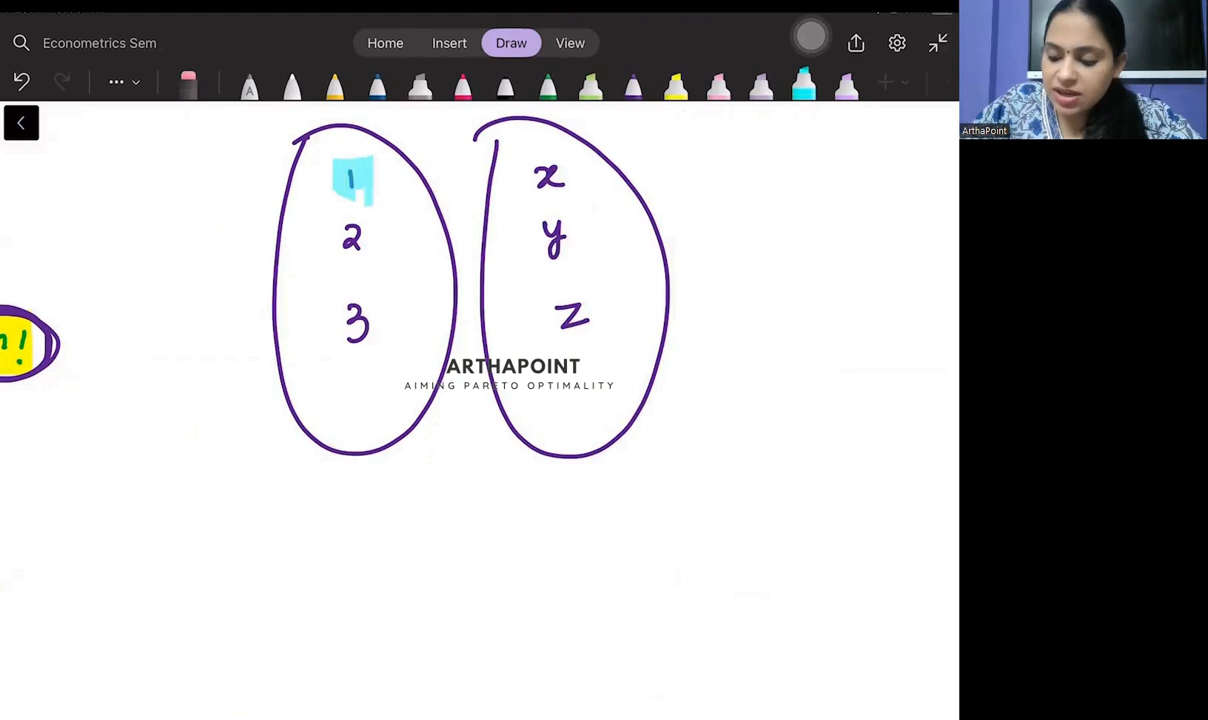 Econometrics Sem
Home Insert Draw View
ArthaPoint
1 x
2 y
3 z
!
ARTHAPOINT
AIMING PARETO OPTIMALITY